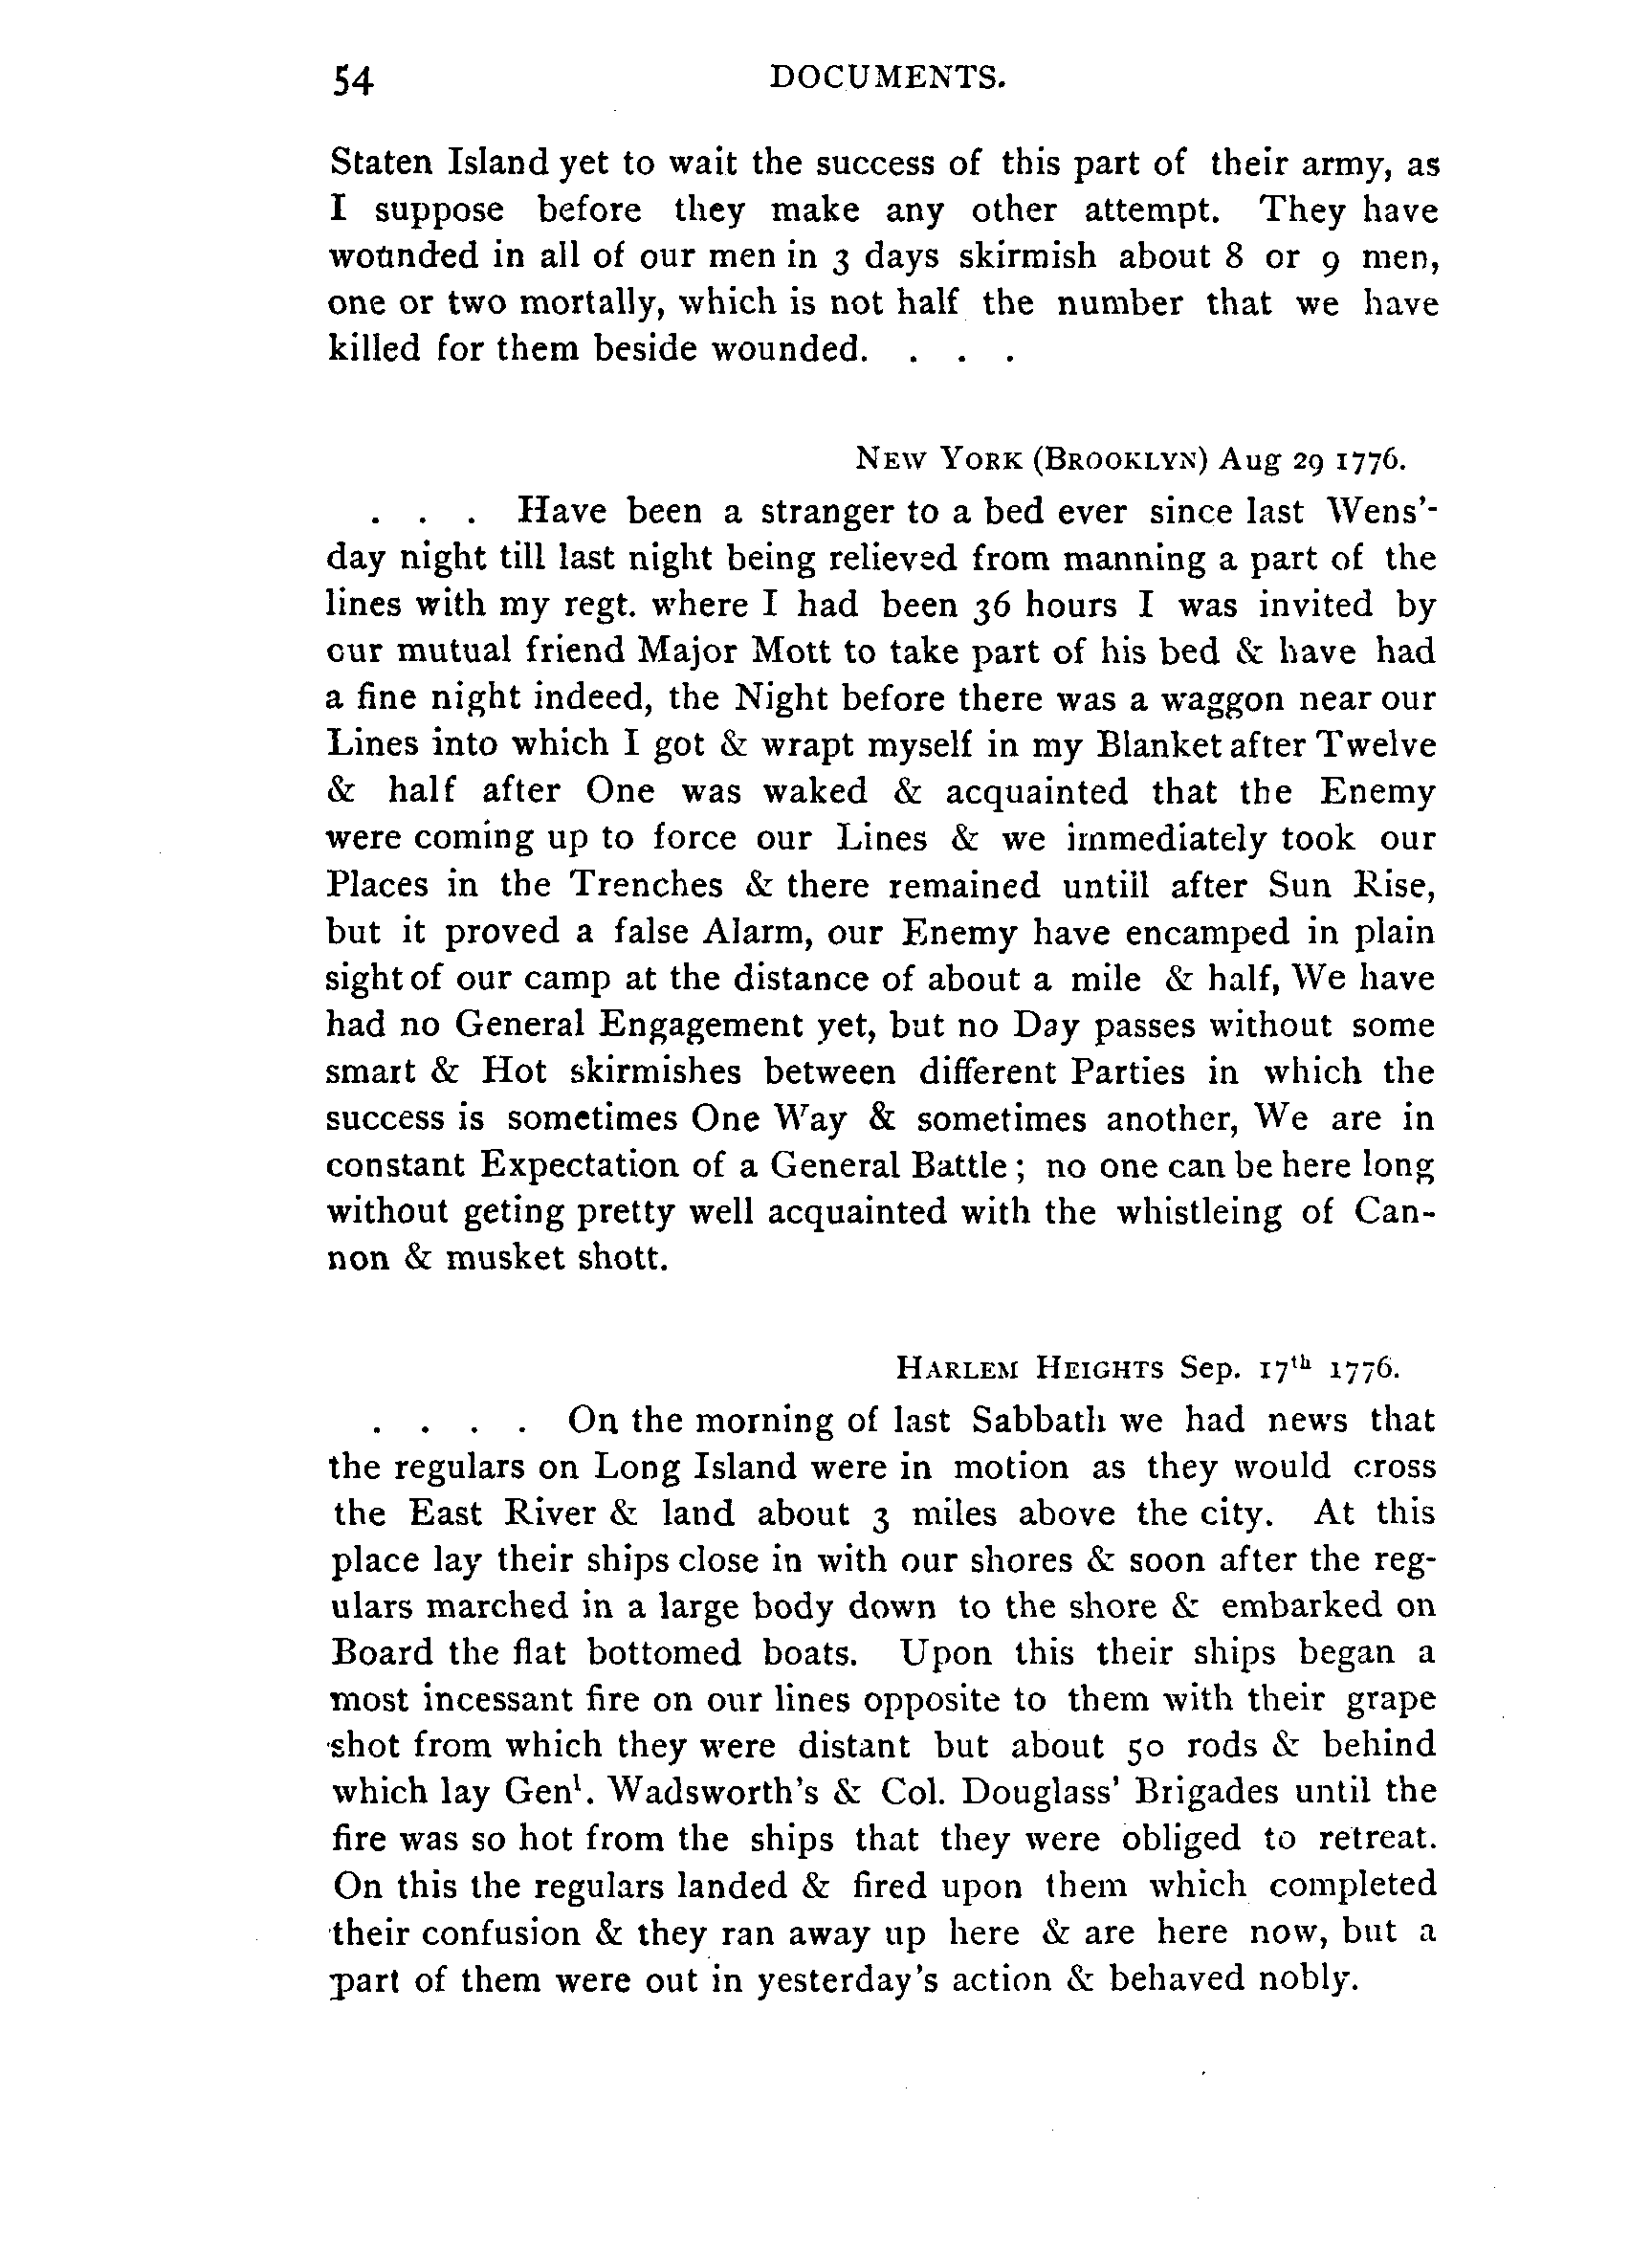 54 DOCUMENTS.
Staten Island yet to wait the success of this part of their army, as
I suppose before they make any other attempt. They have
wounded in all of our men in 3 days skirmish about 8 or 9 men,
one or two mortally, which is not half the number that we have
killed for them beside wounded. . . .
NEW YORK (BROOKLYN) Aug 29 1776.
. . . Have been a stranger to a bed ever since last Wens'-
day night till last night being relieved from manning a part of the
lines with my regt. where I had been 36 hours I was invited by
our mutual friend Major Mott to take part of his bed & have had
a fine night indeed, the Night before there was a waggon near our
Lines into which I got & wrapt myself in my Blanket after Twelve
& half after One was waked & acquainted that the Enemy
were coming up to force our Lines & we immediately took our
Places in the Trenches & there remained untill after Sun Rise,
but it proved a false Alarm, our Enemy have encamped in plain
sight of our camp at the distance of about a mile & half, We have
had no General Engagement yet, but no Day passes without some
smart & Hot skirmishes between different Parties in which the
success is sometimes One Way & sometimes another, We are in
constant Expectation of a General Battle; no one can be here long
without geting pretty well acquainted with the whistleing of Can-
non & musket shott.
HARLEM HEIGHTS Sep. 17th 1776.
. . . . On the morning of last Sabbath we had news that
the regulars on Long Island were in motion as they would cross
the East River & land about 3 miles above the city. At this
place lay their ships close in with our shores & soon after the reg-
ulars marched in a large body down to the shore & embarked on
Board the flat bottomed boats. Upon this their ships began a
most incessant fire on our lines opposite to them with their grape
shot from which they were distant but about 50 rods & behind
which lay Genl. Wadsworth's & Col. Douglass' Brigades until the
fire was so hot from the ships that they were obliged to retreat.
On this the regulars landed & fired upon them which completed
their confusion & they ran away up here & are here now, but a
part of them were out in yesterday's action & behaved nobly.